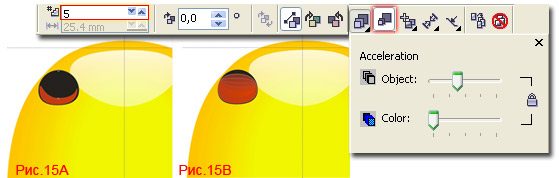 5
25.4 mm
0,0
°
Acceleration
Object:
Color:
Рис.15А
Рис.15В